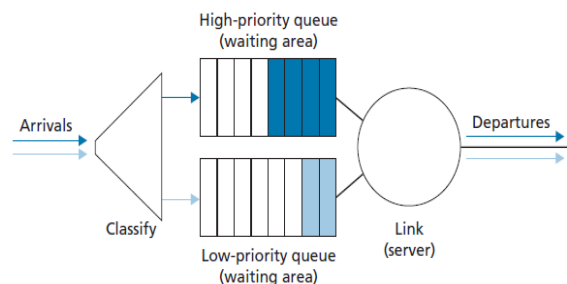 High-priority queue
(waiting area)
Arrivals
Departures
Classify
Link
(server)
Low-priority queue
(waiting area)